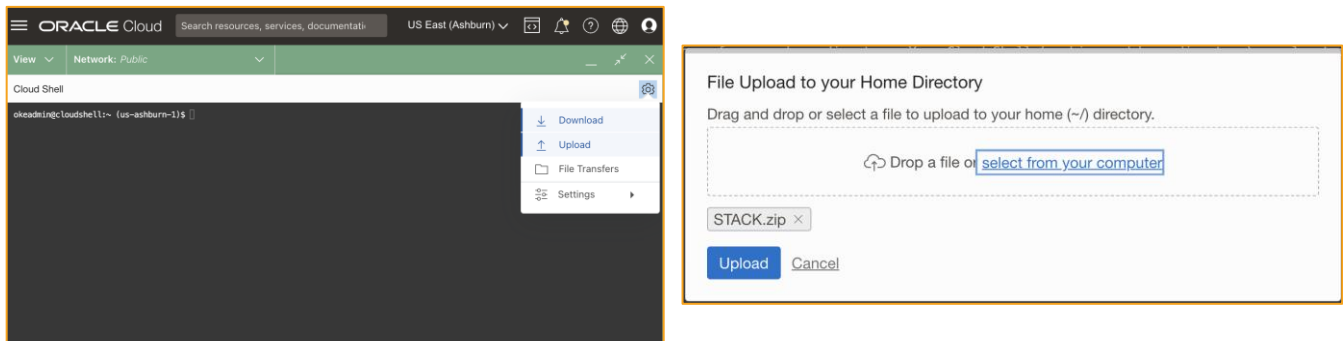 ORACLE Cloud
Search resources, services, documentati
US East (Ashburn)
View
Network: Public
Cloud Shell
okeadmin@cloudshell:~ (us-ashburn-1)$
Download
Upload
File Transfers
Settings
File Upload to your Home Directory
Drag and drop or select a file to upload to your home (~/) directory.
Drop a file or select from your computer
STACK.zip ×
Upload Cancel